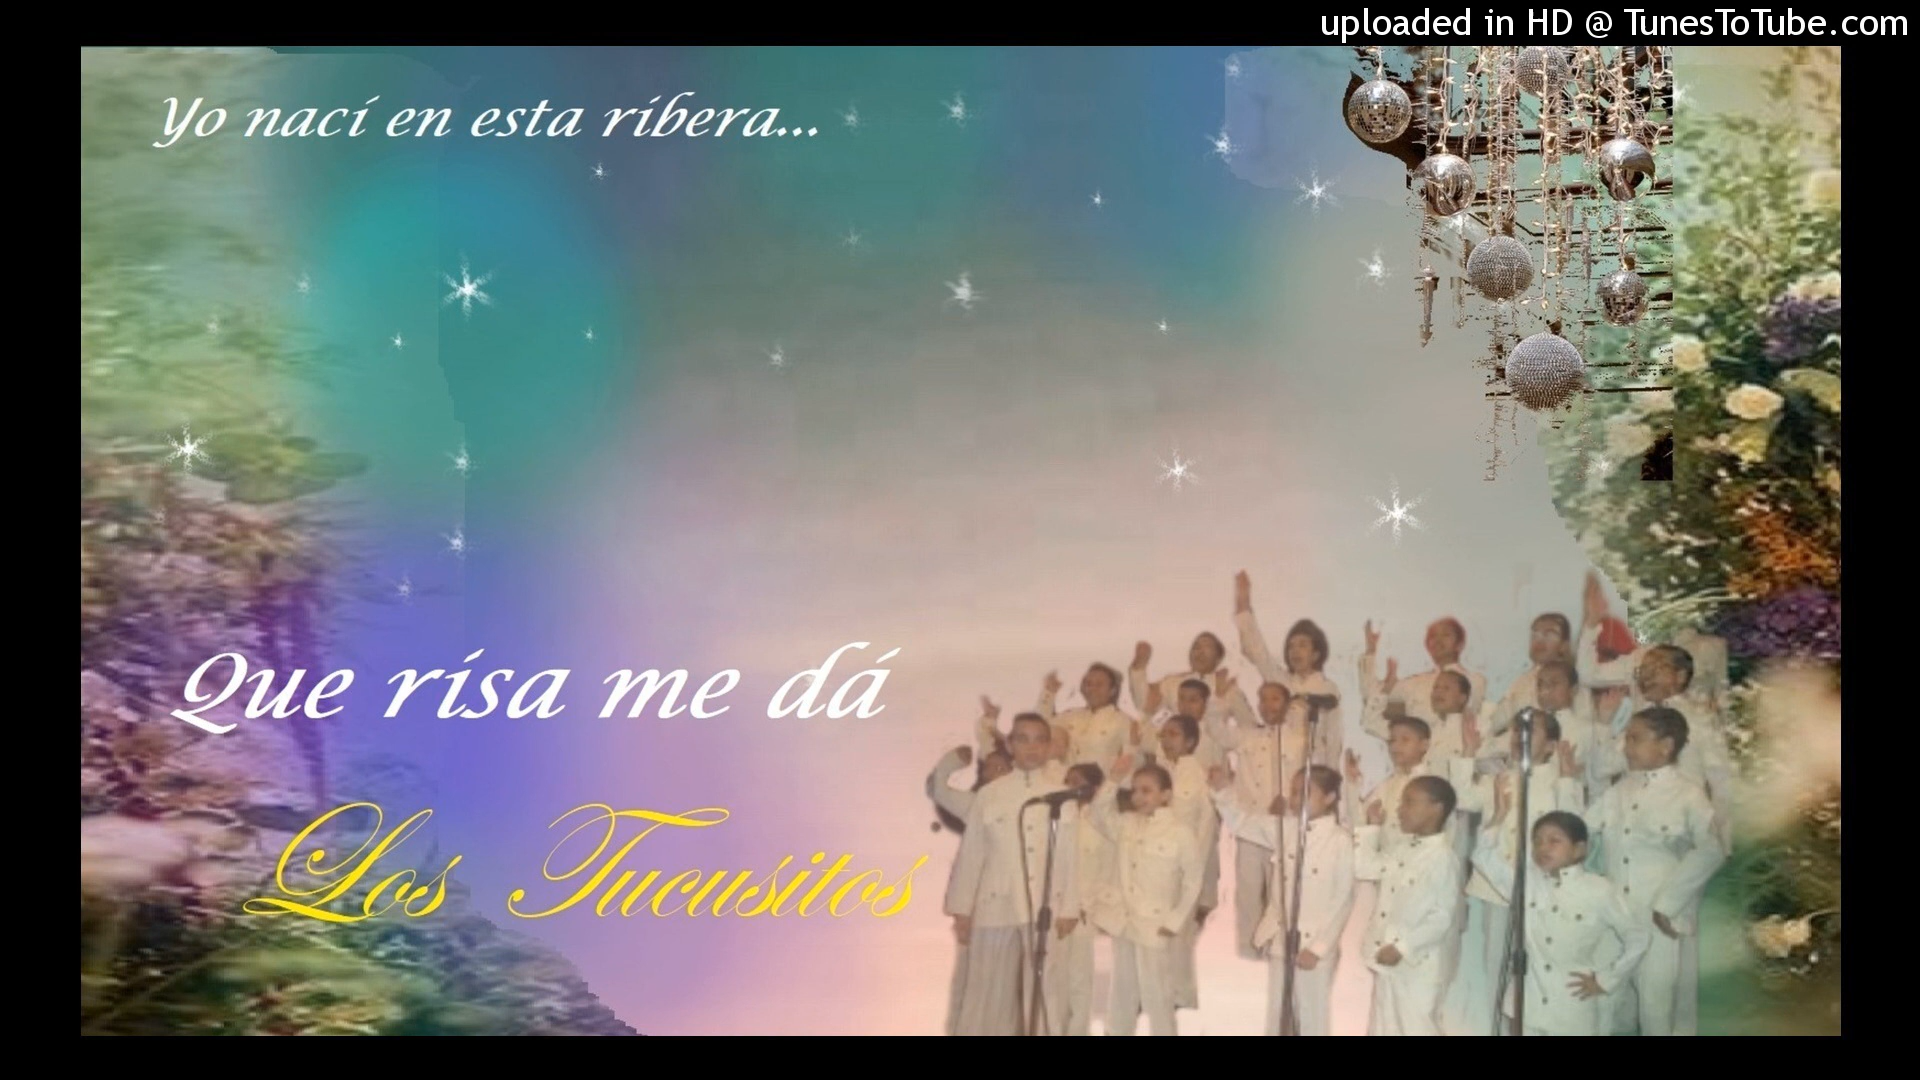 uploaded in HD @ TunesToTube.com
Yo nací en esta ribera...
Que risa me dá
Los Tucusitos